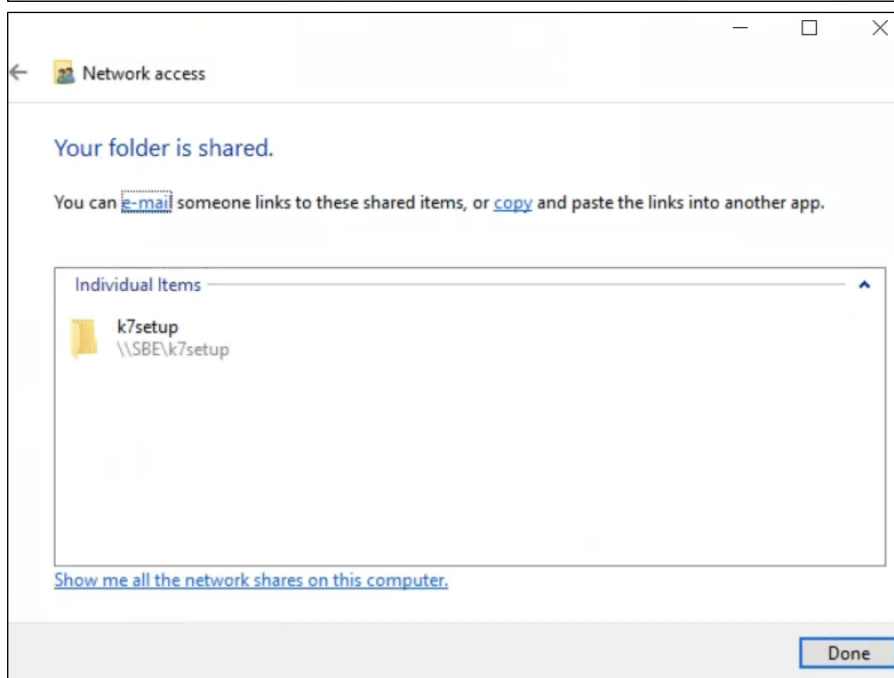 Network access
Your folder is shared.
You can e-mail someone links to these shared items, or copy and paste the links into another app.
Individual Items
k7setup
\\SBE\k7setup
Show me all the network shares on this computer.
Done